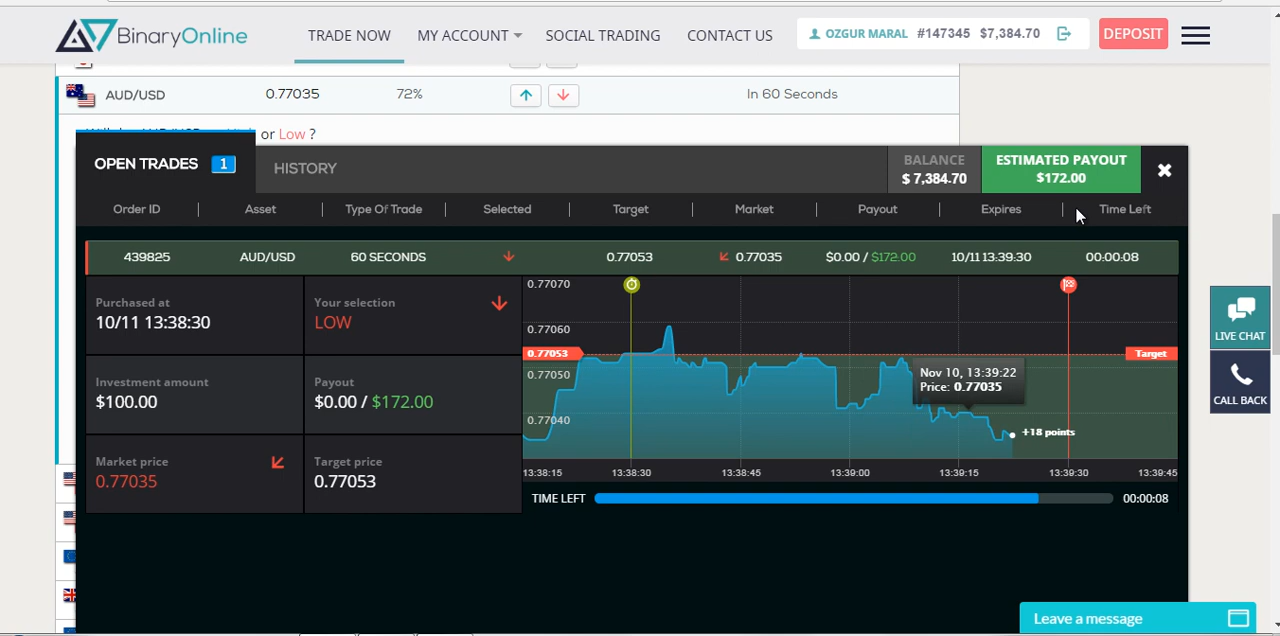 BinaryOnline
TRADE NOW
MY ACCOUNT
SOCIAL TRADING
CONTACT US
OZGUR MARAL #147345 $7,384.70
DEPOSIT
AUD/USD 0.77035 72% In 60 Seconds
or Low ?
OPEN TRADES 1
HISTORY
BALANCE
$ 7,384.70
ESTIMATED PAYOUT
$172.00
Order ID Asset Type Of Trade Selected Target Market Payout Expires Time Left
439825 AUD/USD 60 SECONDS 0.77053 0.77035 $0.00 / $172.00 10/11 13:39:30 00:00:08
Purchased at
10/11 13:38:30
Your selection
LOW
Investment amount
$100.00
Payout
$0.00 / $172.00
Market price
0.77035
Target price
0.77053
0.77070
0.77060
0.77053
Target
0.77050
0.77040
Nov 10, 13:39:22
Price: 0.77035
+18 points
13:38:15 13:38:30 13:38:45 13:39:00 13:39:15 13:39:30 13:39:45
TIME LEFT 00:00:08
LIVE CHAT
CALL BACK
Leave a message